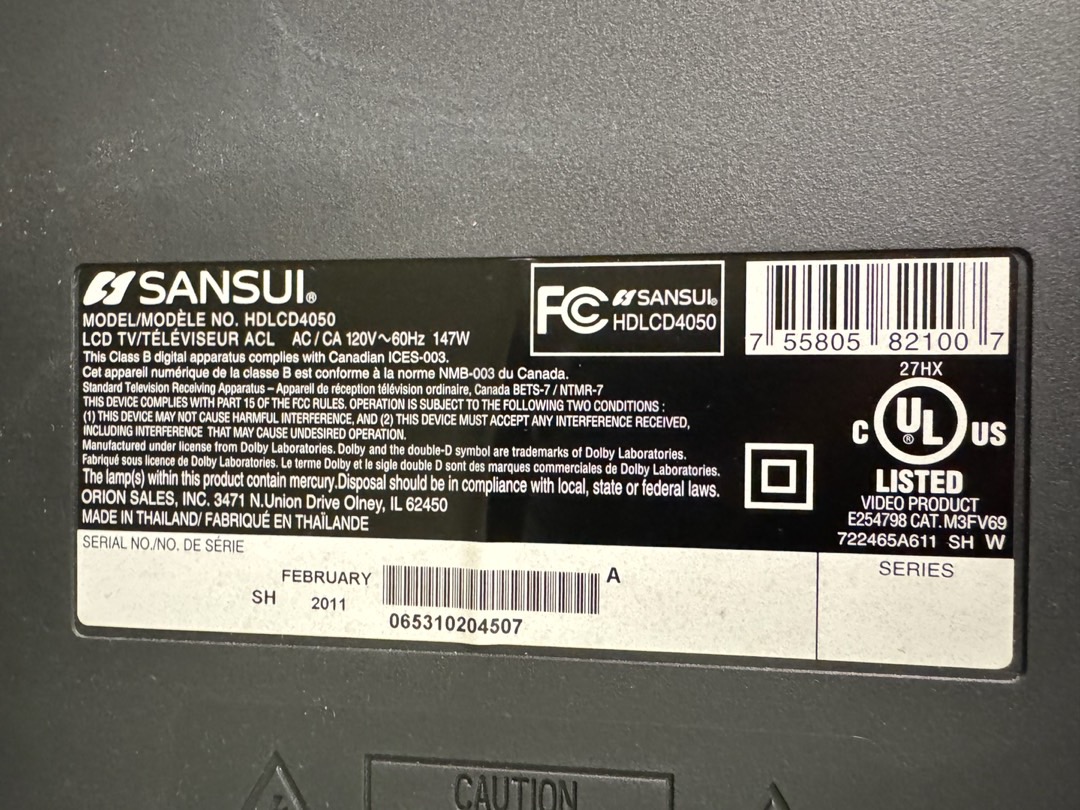 SANSUI®
MODEL/MODÈLE NO. HDLCD4050
LCD TV/TÉLÉVISEUR ACL AC/CA 120V~60Hz 147W
This Class B digital apparatus complies with Canadian ICES-003.
Cet appareil numérique de la classe B est conforme à la norme NMB-003 du Canada.
Standard Television Receiving Apparatus – Appareil de réception télévision ordinaire, Canada BETS-7 / NTMR-7
THIS DEVICE COMPLIES WITH PART 15 OF THE FCC RULES. OPERATION IS SUBJECT TO THE FOLLOWING TWO CONDITIONS :
(1) THIS DEVICE MAY NOT CAUSE HARMFUL INTERFERENCE, AND (2) THIS DEVICE MUST ACCEPT ANY INTERFERENCE RECEIVED,
INCLUDING INTERFERENCE THAT MAY CAUSE UNDESIRED OPERATION.
Manufactured under license from Dolby Laboratories. Dolby and the double-D symbol are trademarks of Dolby Laboratories.
Fabriqué sous licence de Dolby Laboratories. Le terme Dolby et le sigle double D sont des marques commerciales de Dolby Laboratories.
The lamp(s) within this product contain mercury.Disposal should be in compliance with local, state or federal laws.
ORION SALES, INC. 3471 N.Union Drive Olney, IL 62450
MADE IN THAILAND/ FABRIQUÉ EN THAÏLANDE
FC SANSUI®
HDLCD4050
7 55805 82100 7
27HX
C UL® US
LISTED
VIDEO PRODUCT
E254798 CAT.M3FV69
722465A611 SH W
SERIAL NO./NO. DE SÉRIE
SERIES
FEBRUARY A
SH 2011
065310204507
CAUTION